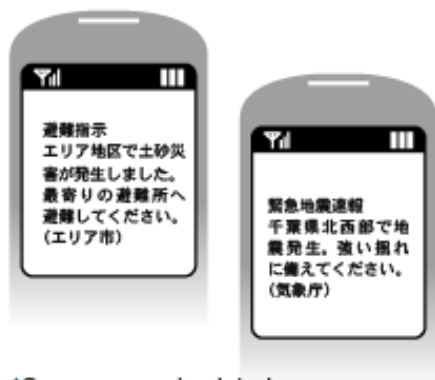 避難指示
エリア地区で土砂災
害が発生しました。
最寄りの避難所へ
避難してください。
(エリア市)
緊急地震速報
千葉県北西部で地
震発生。強い揺れ
に備えてください。
(気象庁)